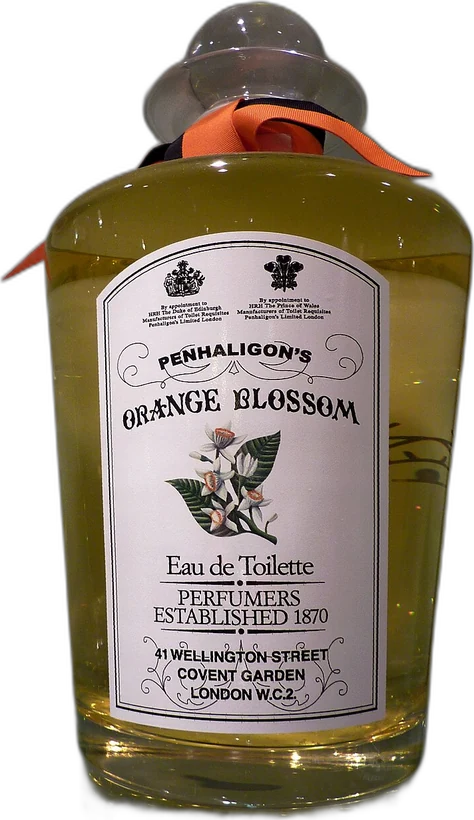 By appointment to
HRH The Duke of Edinburgh
Manufacturers of Toilet Requisites
Penhaligon's Limited London
By appointment to
HRH The Prince of Wales
Manufacturers of Toilet Requisites
Penhaligon's Limited London
PENHALIGON'S
ORANGE BLOSSOM
Eau de Toilette
PERFUMERS
ESTABLISHED 1870
41 WELLINGTON STREET
COVENT GARDEN
LONDON W.C.2.